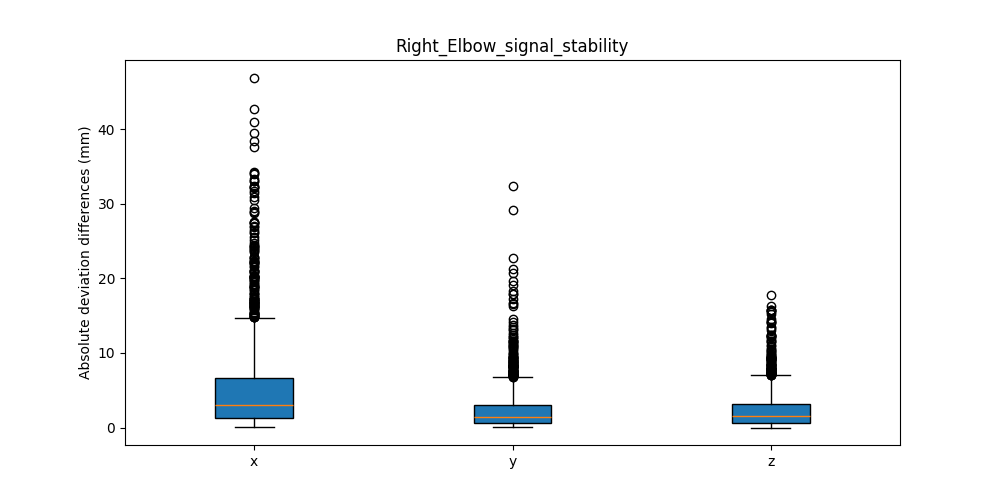 Right_Elbow_signal_stability
Absolute deviation differences (mm)
40
30
20
10
0
x
y
z